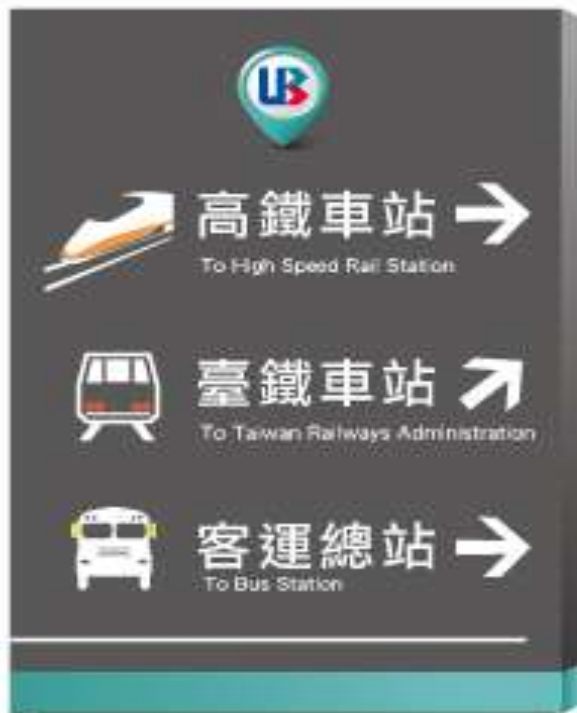 UB
高鐵車站
To High Speed Rail Station
臺鐵車站
To Taiwan Railways Administration
客運總站
To Bus Station